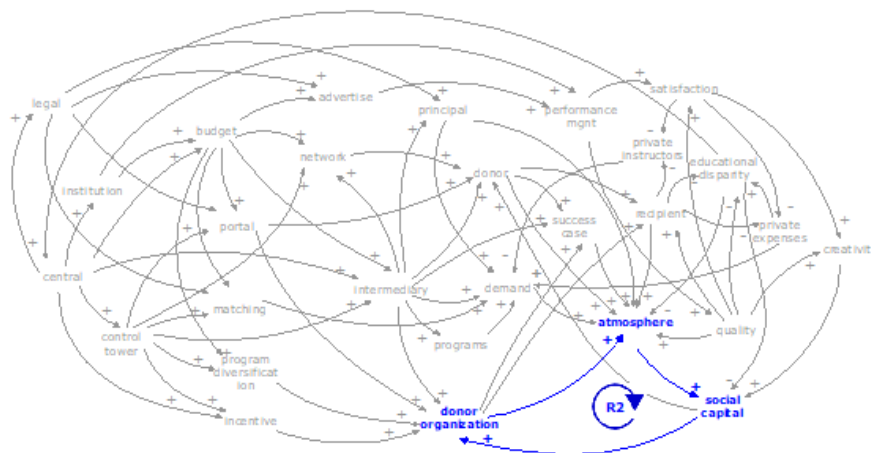 legal
advertise
satisfaction
principal
performance
mgnt
budget
private
instructors
network
educational
disparity
donor
institution
recipient
portal
success
case
private
expenses
creativit
central
intermediary
demand
matching
atmosphere
quality
control
tower
programs
program
diversificat
ion
R2
social
capital
donor
organization
incentive